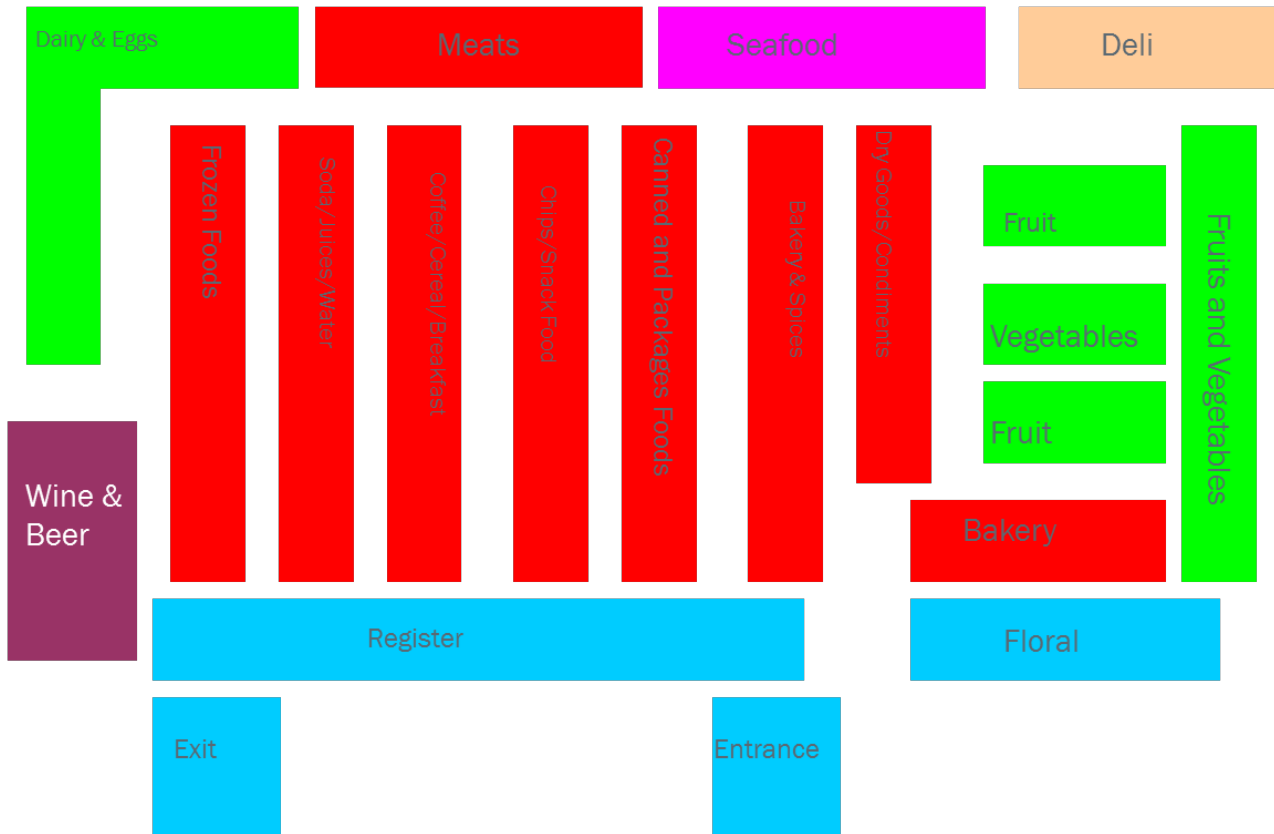 Dairy & Eggs
Meats
Seafood
Deli
Frozen Foods
Soda/Juices/Water
Coffee/Cereal/Breakfast
Chips/Snack Food
Canned and Packages Foods
Bakery & Spices
Dry Goods/Condiments
Fruit
Vegetables
Fruit
Fruits and Vegetables
Wine &
Beer
Bakery
Register
Floral
Exit
Entrance